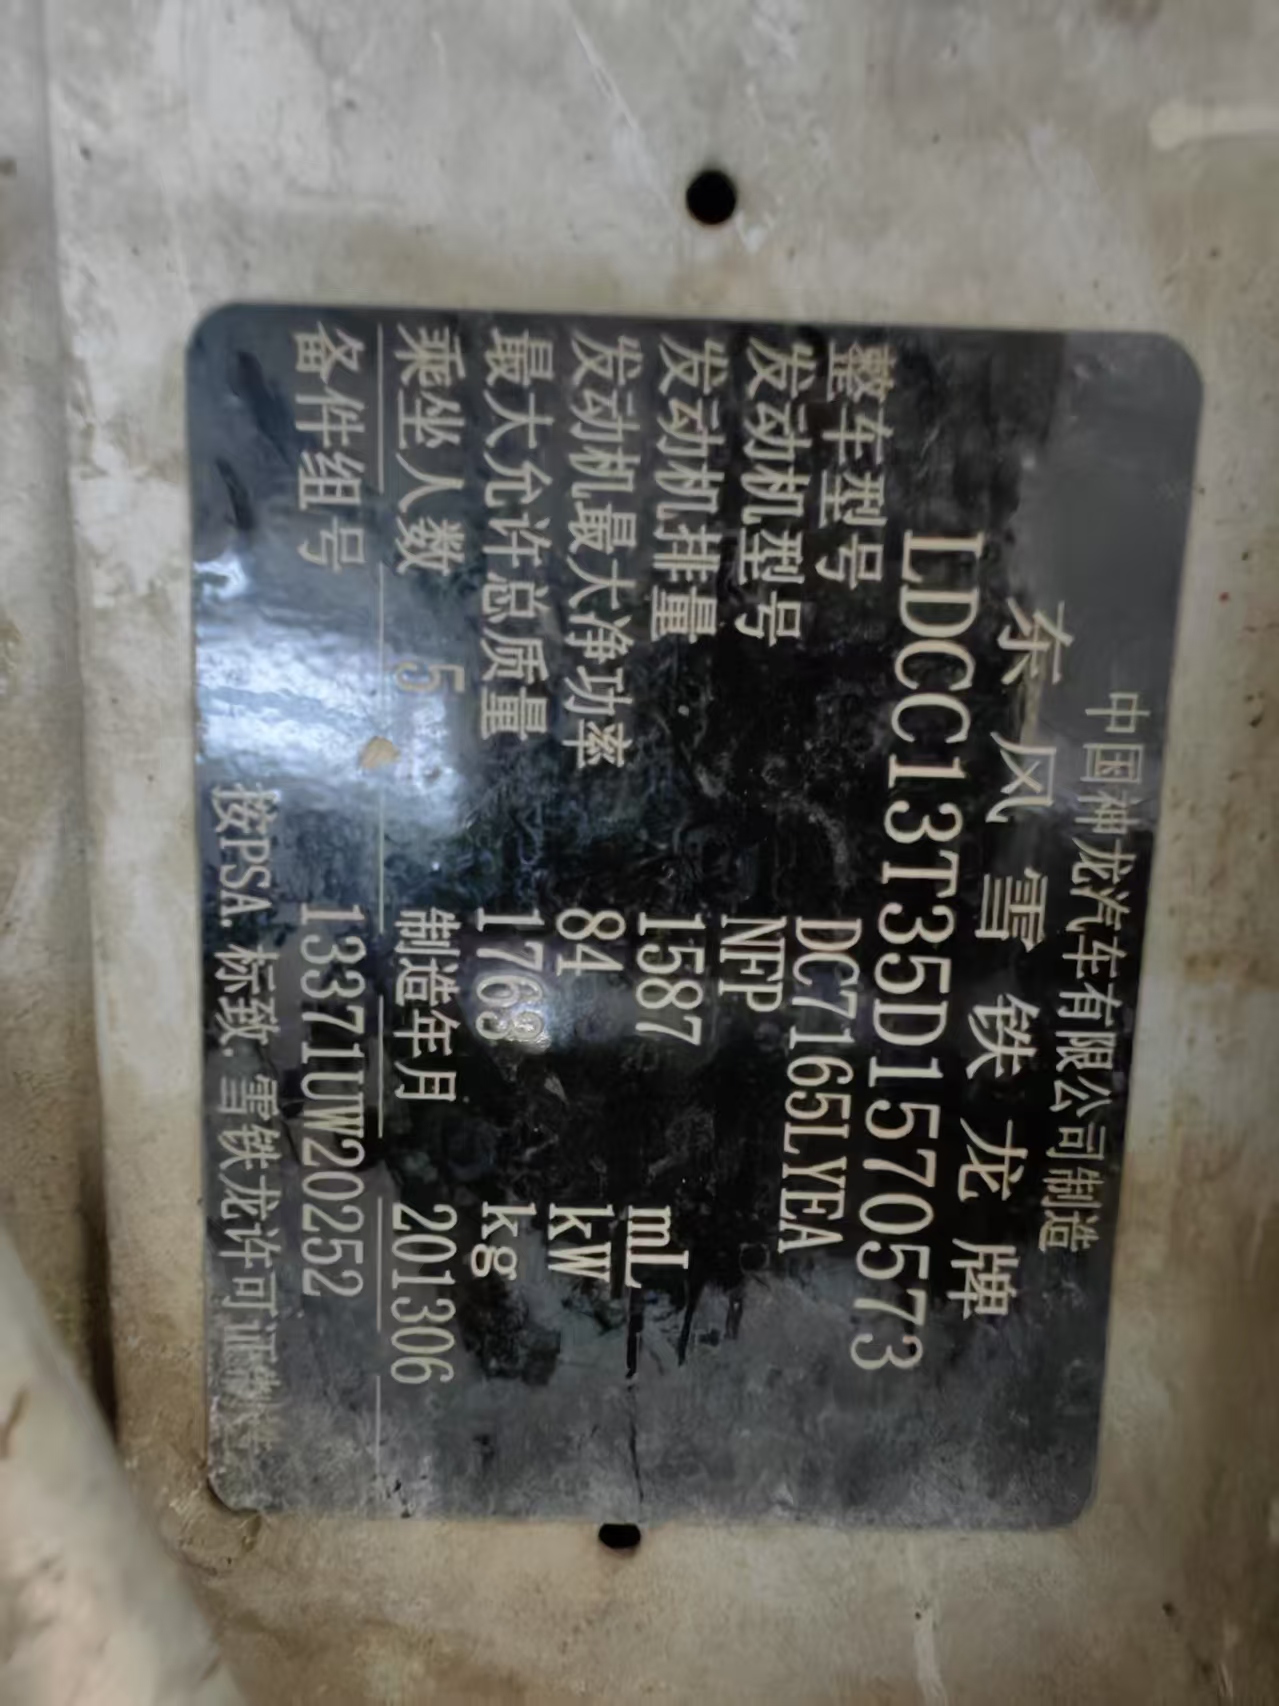 中国神龙汽车有限公司制造
东风雪铁龙牌
LDCC13T35D1570573
整车型号 DC7165LYEA
发动机型号 NFP
发动机排量 1587 mL
发动机最大净功率 84 kW
最大允许总质量 1763 kg
乘坐人数 5 制造年月 201306
备件组号 13371UW20252
按PSA.标致.雪铁龙许可证制造